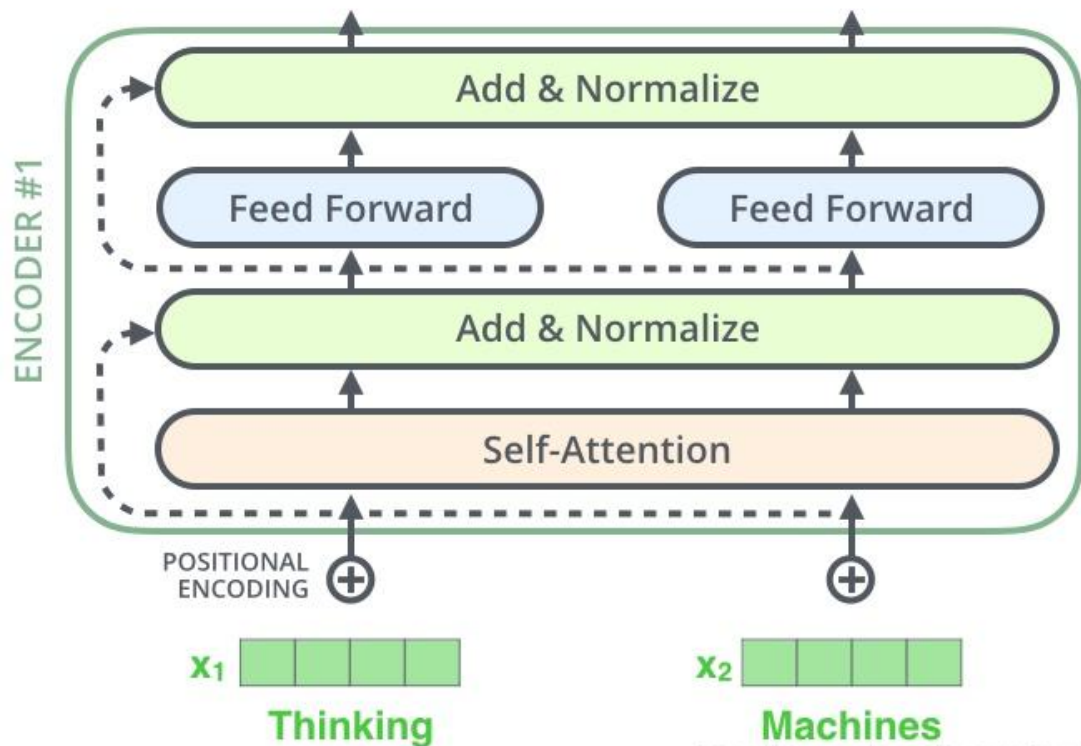 Add & Normalize
ENCODER #1
Feed Forward Feed Forward
Add & Normalize
Self-Attention
POSITIONAL
ENCODING
x₁ x₂
Thinking Machines